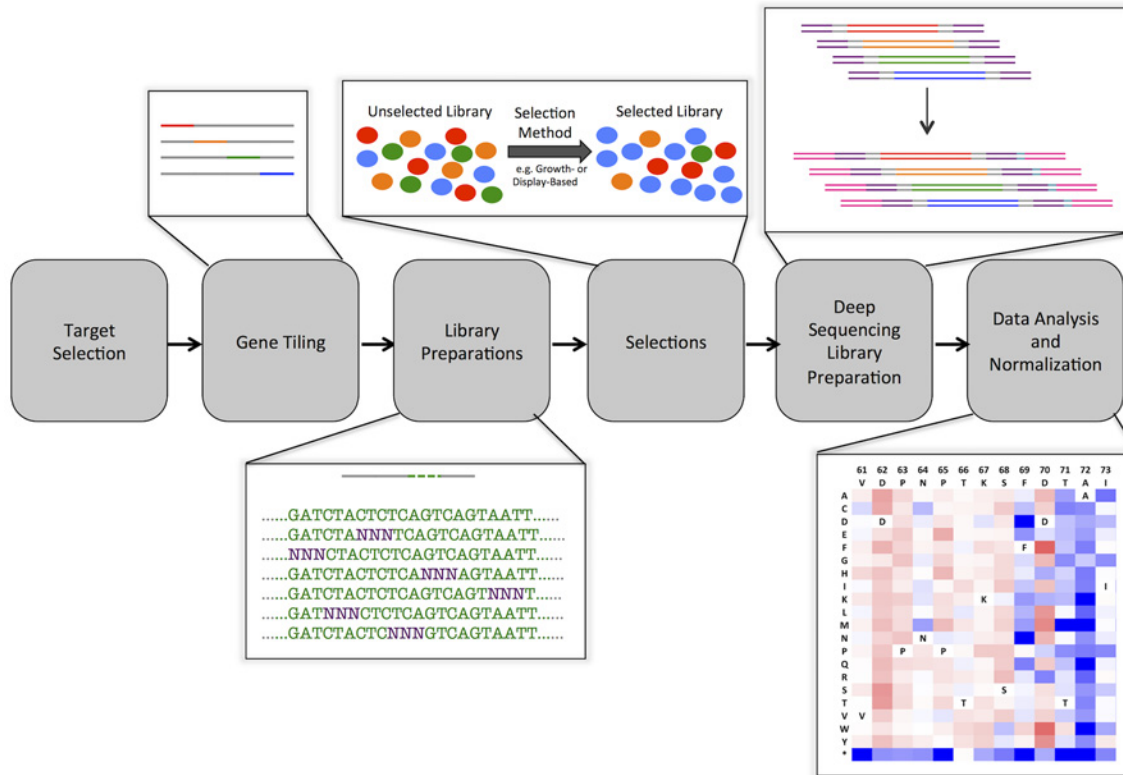 Unselected Library
Selection
Method
e.g. Growth- or
Display-Based
Selected Library
Target
Selection
Gene Tiling
Library
Preparations
Selections
Deep
Sequencing
Library
Preparation
Data Analysis
and
Normalization
......GATCTACTCTCAGTCAGTAATT......
......GATCTANNNTCAGTCAGTAATT......
......NNNCTACTCTCAGTCAGTAATT......
......GATCTACTCTCANNNAGTAATT......
......GATCTACTCTCAGTCAGTNNNT......
......GATNNNCTCTCAGTCAGTAATT......
......GATCTACTCNNNGTCAGTAATT......
61 62 63 64 65 66 67 68 69 70 71 72 73
V D P N P T K S F D T A I
A A
C
D D D
E
F F
G
H
I I
K K
L
M
N N
P P P
Q
R
S S
T T T
V V
W
Y
*